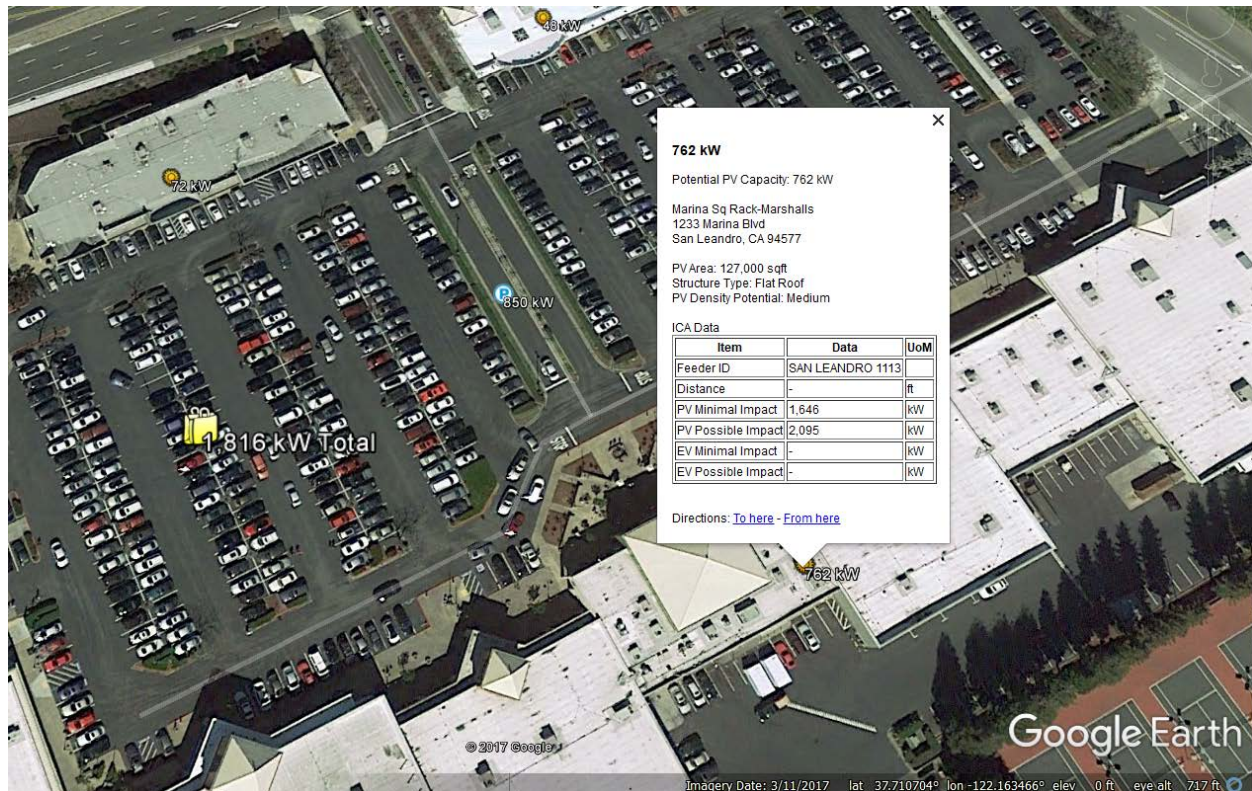 48 kW
72 kW
850 kW
1,816 kW Total
762 kW
Potential PV Capacity: 762 kW
Marina Sq Rack-Marshalls
1233 Marina Blvd
San Leandro, CA 94577
PV Area: 127,000 sqft
Structure Type: Flat Roof
PV Density Potential: Medium
ICA Data
Item Data UoM
Feeder ID SAN LEANDRO 1113
Distance - ft
PV Minimal Impact 1,646 kW
PV Possible Impact 2,095 kW
EV Minimal Impact - kW
EV Possible Impact - kW
Directions: To here - From here
762 kW
Google Earth
© 2017 Google
Imagery Date: 3/11/2017 lat 37.710704° lon -122.163466° elev 0 ft eye alt 717 ft